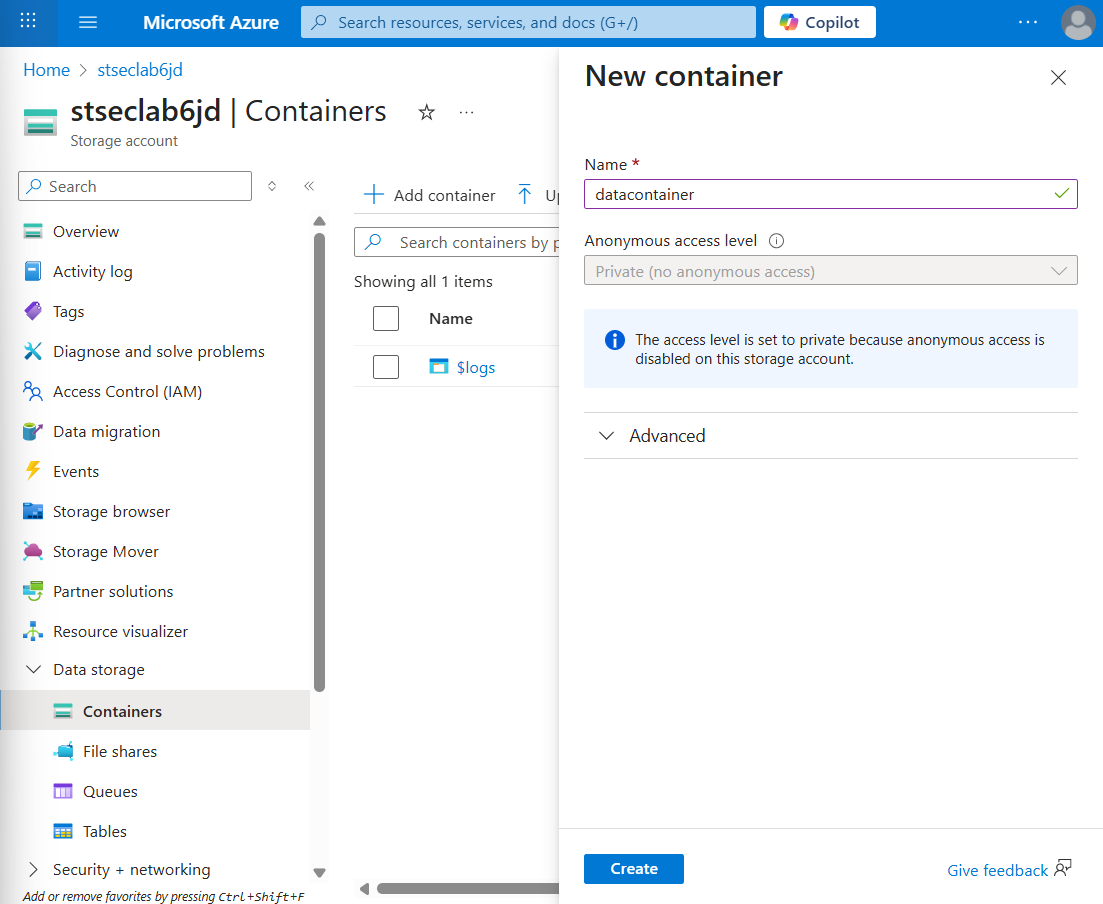 Microsoft Azure
Search resources, services, and docs (G+/)
Copilot
Home > stseclab6jd
stseclab6jd | Containers
Storage account
Search
Overview
Activity log
Tags
Diagnose and solve problems
Access Control (IAM)
Data migration
Events
Storage browser
Storage Mover
Partner solutions
Resource visualizer
Data storage
Containers
File shares
Queues
Tables
Security + networking
Add or remove favorites by pressing Ctrl+Shift+F
Add container
Search containers by
Showing all 1 items
Name
$logs
New container
Name *
datacontainer
Anonymous access level
Private (no anonymous access)
The access level is set to private because anonymous access is
disabled on this storage account.
Advanced
Create
Give feedback